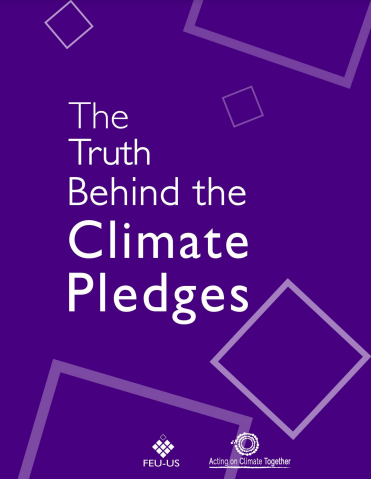 The
Truth
Behind the
Climate
Pledges
FEU-US
Acting on Climate Together